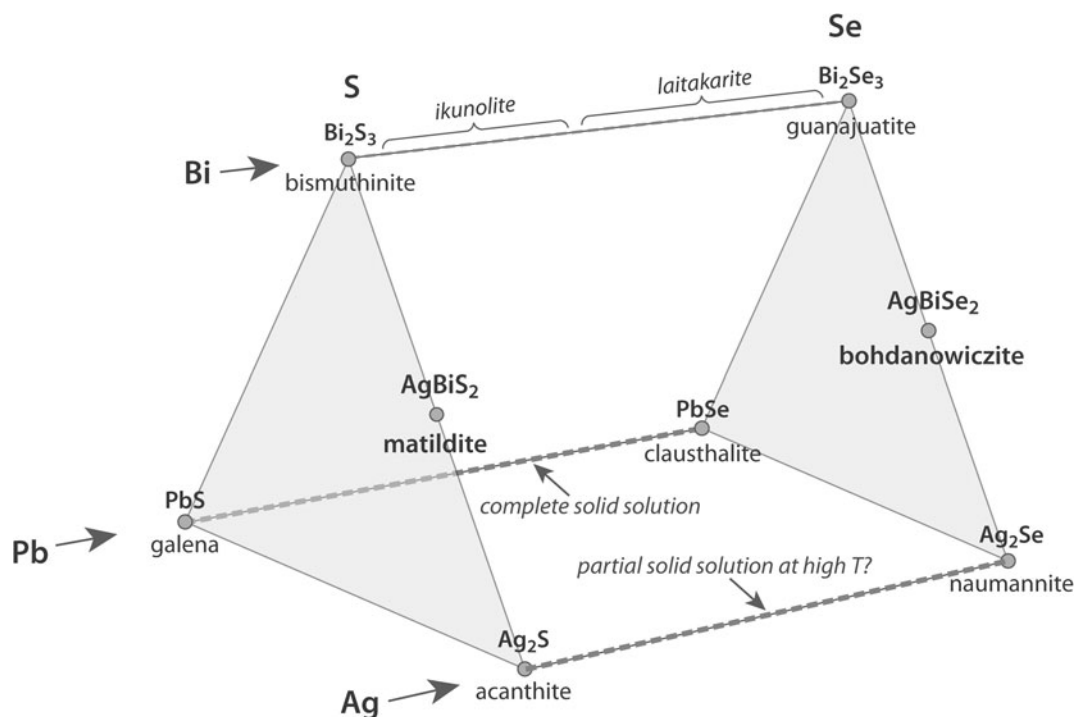 Se
S
Bi₂Se₃
laitakarite
ikunolite
guanajuatite
Bi₂S₃
Bi
bismuthinite
AgBiSe₂
bohdanowiczite
AgBiS₂
matildite
PbSe
clausthalite
PbS
complete solid solution
galena
Pb
Ag₂Se
partial solid solution at high T?
naumannite
Ag₂S
acanthite
Ag